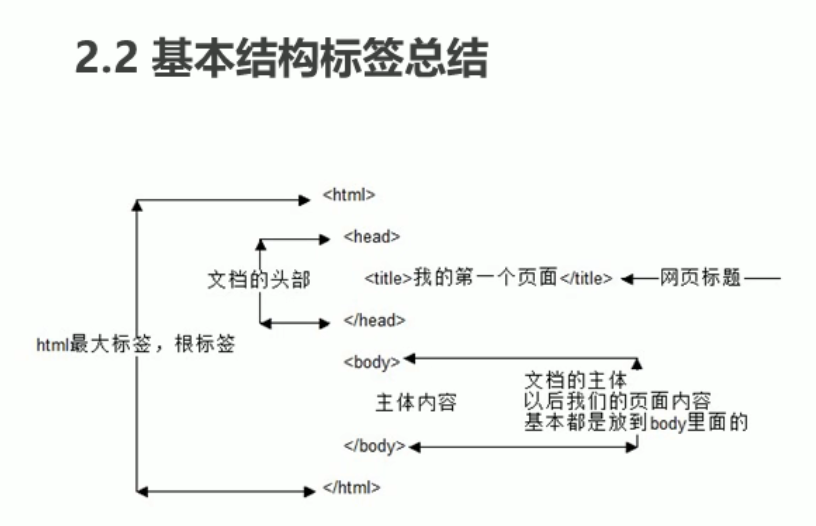 2.2 基本结构标签总结
<html>
<head>
文档的头部
<title>我的第一个页面</title>
网页标题
</head>
html最大标签，根标签
<body>
文档的主体
主体内容
以后我们的页面内容
基本都是放到body里面的
</body>
</html>